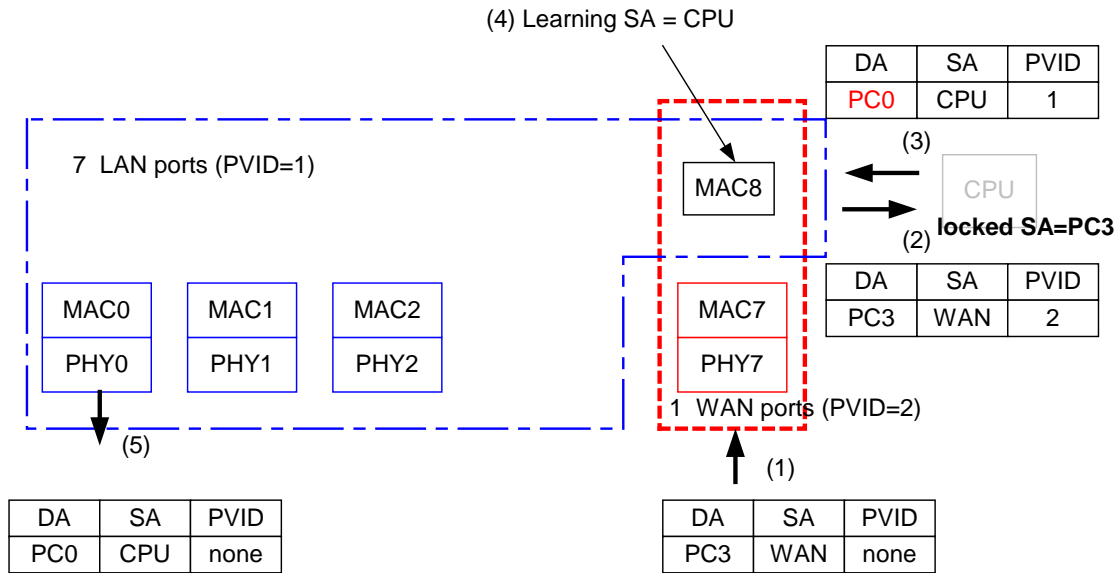 (4) Learning SA = CPU
DA SA PVID
PC0 CPU 1
(3)
7 LAN ports (PVID=1)
MAC8
CPU
locked SA=PC3
(2)
DA SA PVID
PC3 WAN 2
MAC0 MAC1 MAC2 MAC7
PHY0 PHY1 PHY2 PHY7
1 WAN ports (PVID=2)
(5)
(1)
DA SA PVID
PC0 CPU none
DA SA PVID
PC3 WAN none